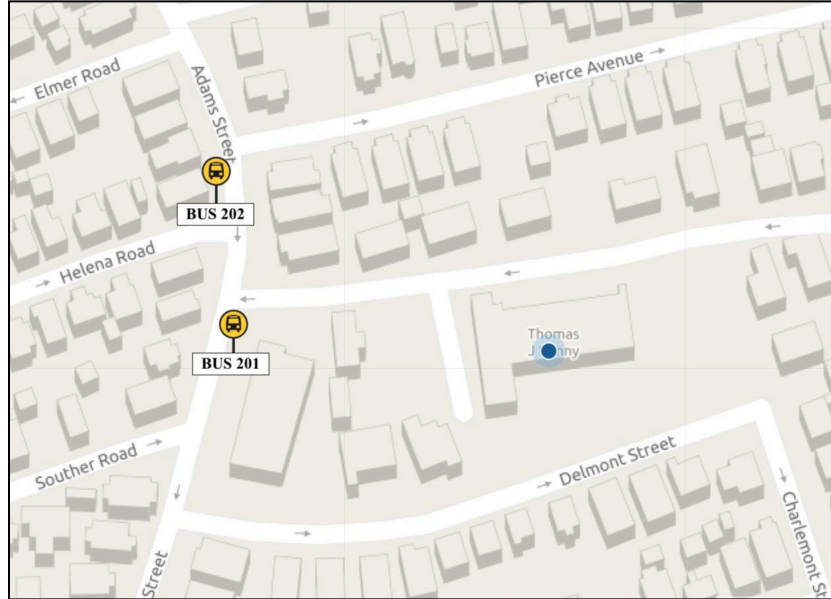 Elmer Road
Adams Street
Pierce Avenue
BUS 202
Helena Road
Thomas
BUS 201
Souther Road
Delmont Street
Charlemont St
Street